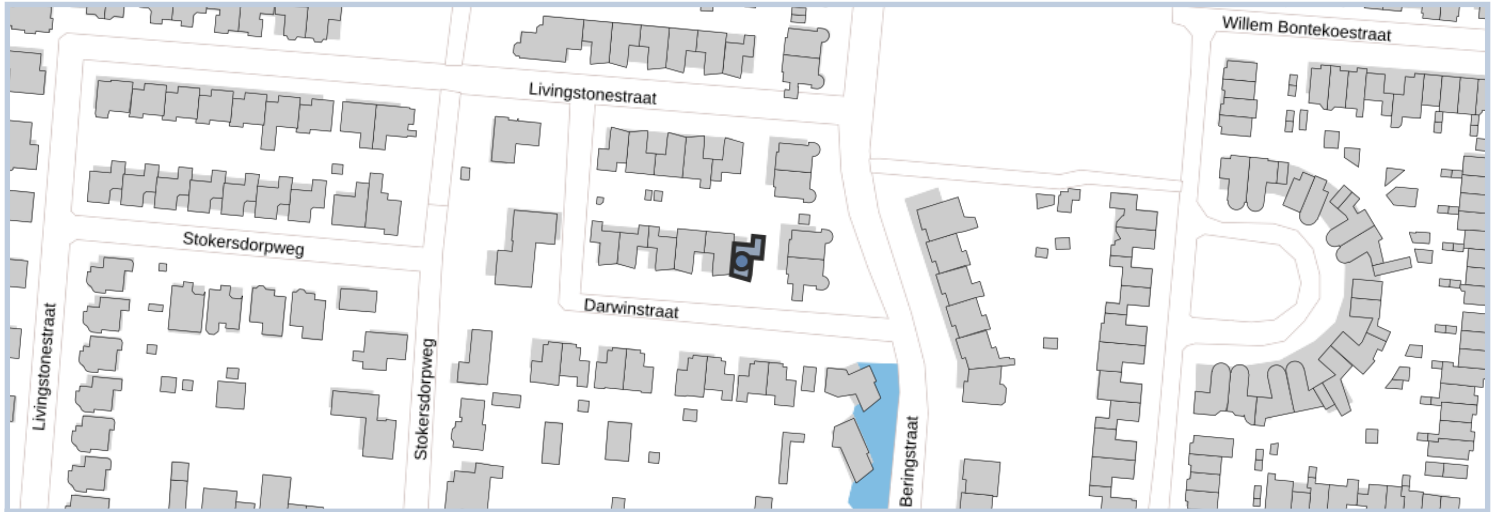 Willem Bontekoestraat
Livingstonestraat
Stokersdorpweg
Darwinstraat
Livingstonestraat
Stokersdorpweg
Beringstraat